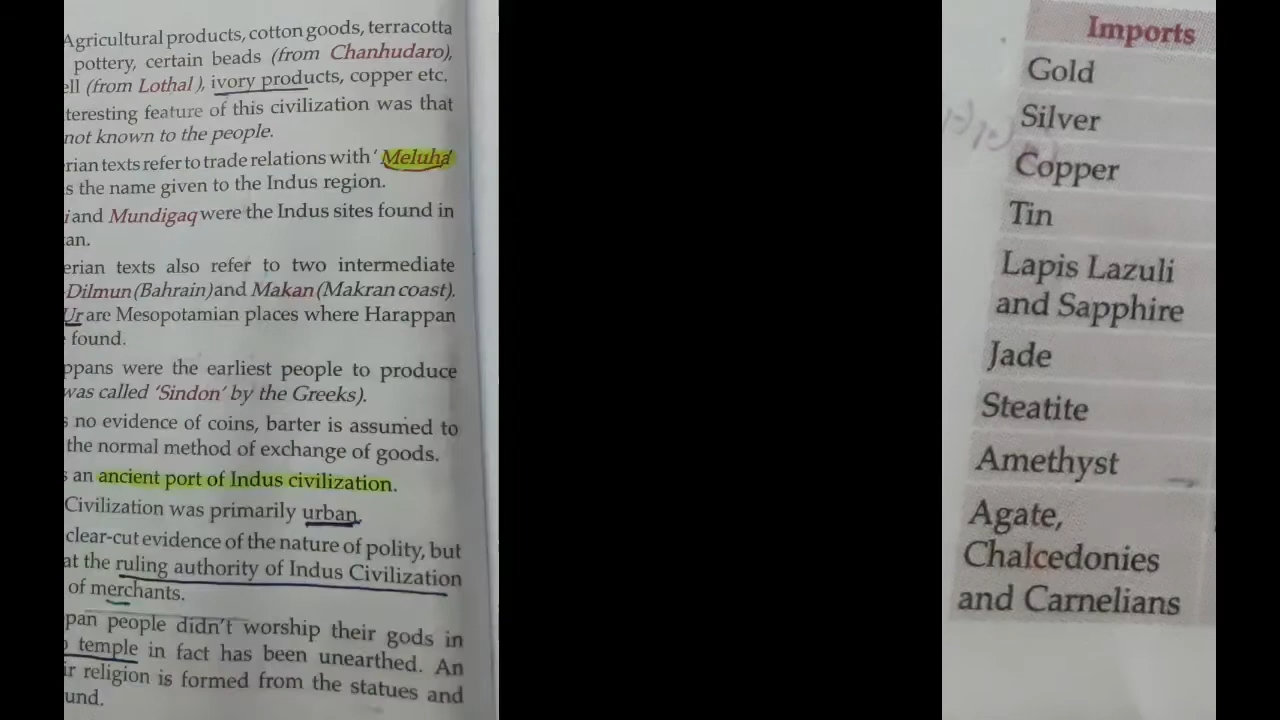 Agricultural products, cotton goods, terracotta
pottery, certain beads (from Chanhudaro),
ell (from Lothal), ivory products, copper etc.
teresting feature of this civilization was that
not known to the people.
rian texts refer to trade relations with 'Meluha'
s the name given to the Indus region.
i and Mundigaq were the Indus sites found in
an.
erian texts also refer to two intermediate
Dilmun (Bahrain) and Makan (Makran coast).
Ur are Mesopotamian places where Harappan
found.
ppans were the earliest people to produce
was called 'Sindon' by the Greeks).
s no evidence of coins, barter is assumed to
the normal method of exchange of goods.
s an ancient port of Indus civilization.
Civilization was primarily urban.
clear-cut evidence of the nature of polity, but
at the ruling authority of Indus Civilization
of merchants.
pan people didn't worship their gods in
temple in fact has been unearthed. An
ir religion is formed from the statues and
und.
Imports
Gold
Silver
Copper
Tin
Lapis Lazuli
and Sapphire
Jade
Steatite
Amethyst
Agate,
Chalcedonies
and Carnelians